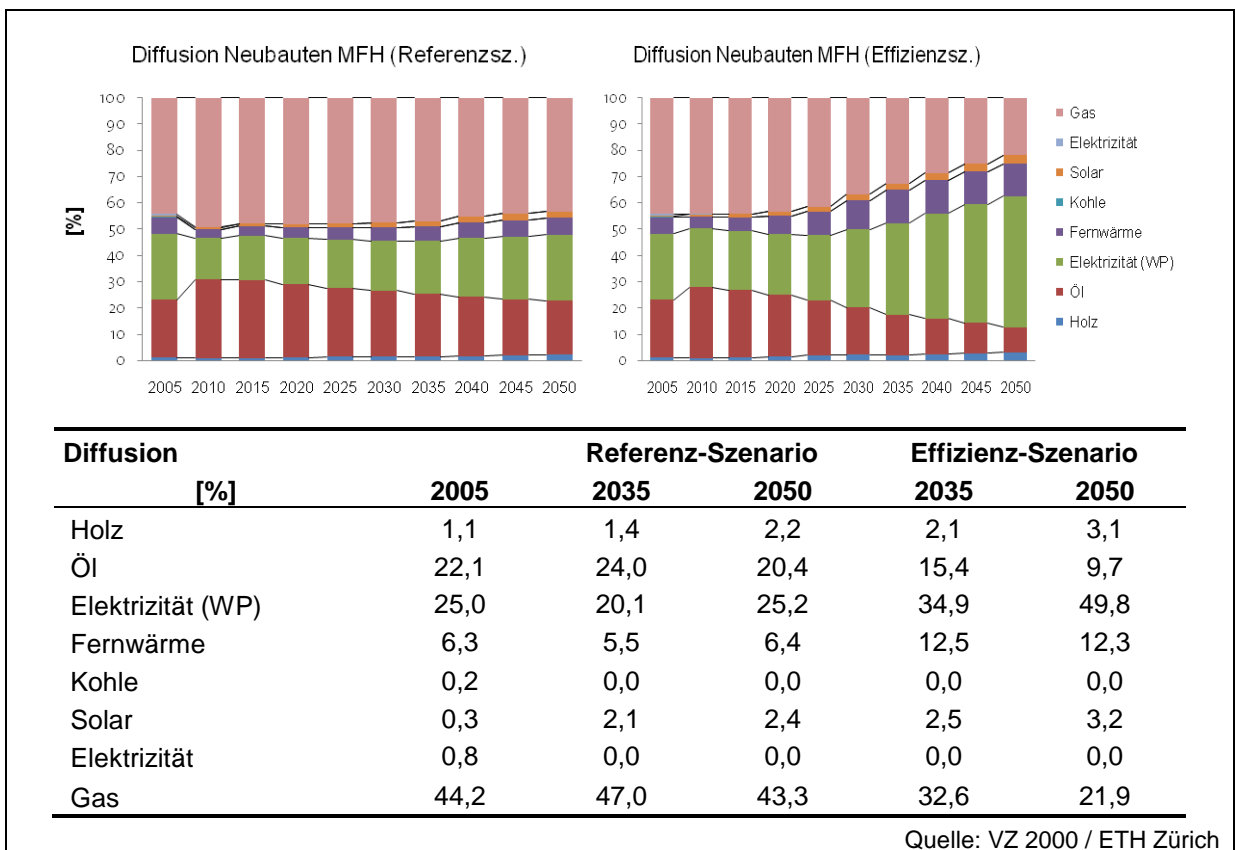 Diffusion Neubauten MFH (Referenzsz.)
Diffusion Neubauten MFH (Effizienzsz.)
[%]
100
90
80
70
60
50
40
30
20
10
0
2005 2010 2015 2020 2025 2030 2035 2040 2045 2050
100
90
80
70
60
50
40
30
20
10
0
2005 2010 2015 2020 2025 2030 2035 2040 2045 2050
Gas
Elektrizität
Solar
Kohle
Fernwärme
Elektrizität (WP)
Öl
Holz
Diffusion Referenz-Szenario Effizienz-Szenario
[%] 2005 2035 2050 2035 2050
Holz 1,1 1,4 2,2 2,1 3,1
Öl 22,1 24,0 20,4 15,4 9,7
Elektrizität (WP) 25,0 20,1 25,2 34,9 49,8
Fernwärme 6,3 5,5 6,4 12,5 12,3
Kohle 0,2 0,0 0,0 0,0 0,0
Solar 0,3 2,1 2,4 2,5 3,2
Elektrizität 0,8 0,0 0,0 0,0 0,0
Gas 44,2 47,0 43,3 32,6 21,9
Quelle: VZ 2000 / ETH Zürich